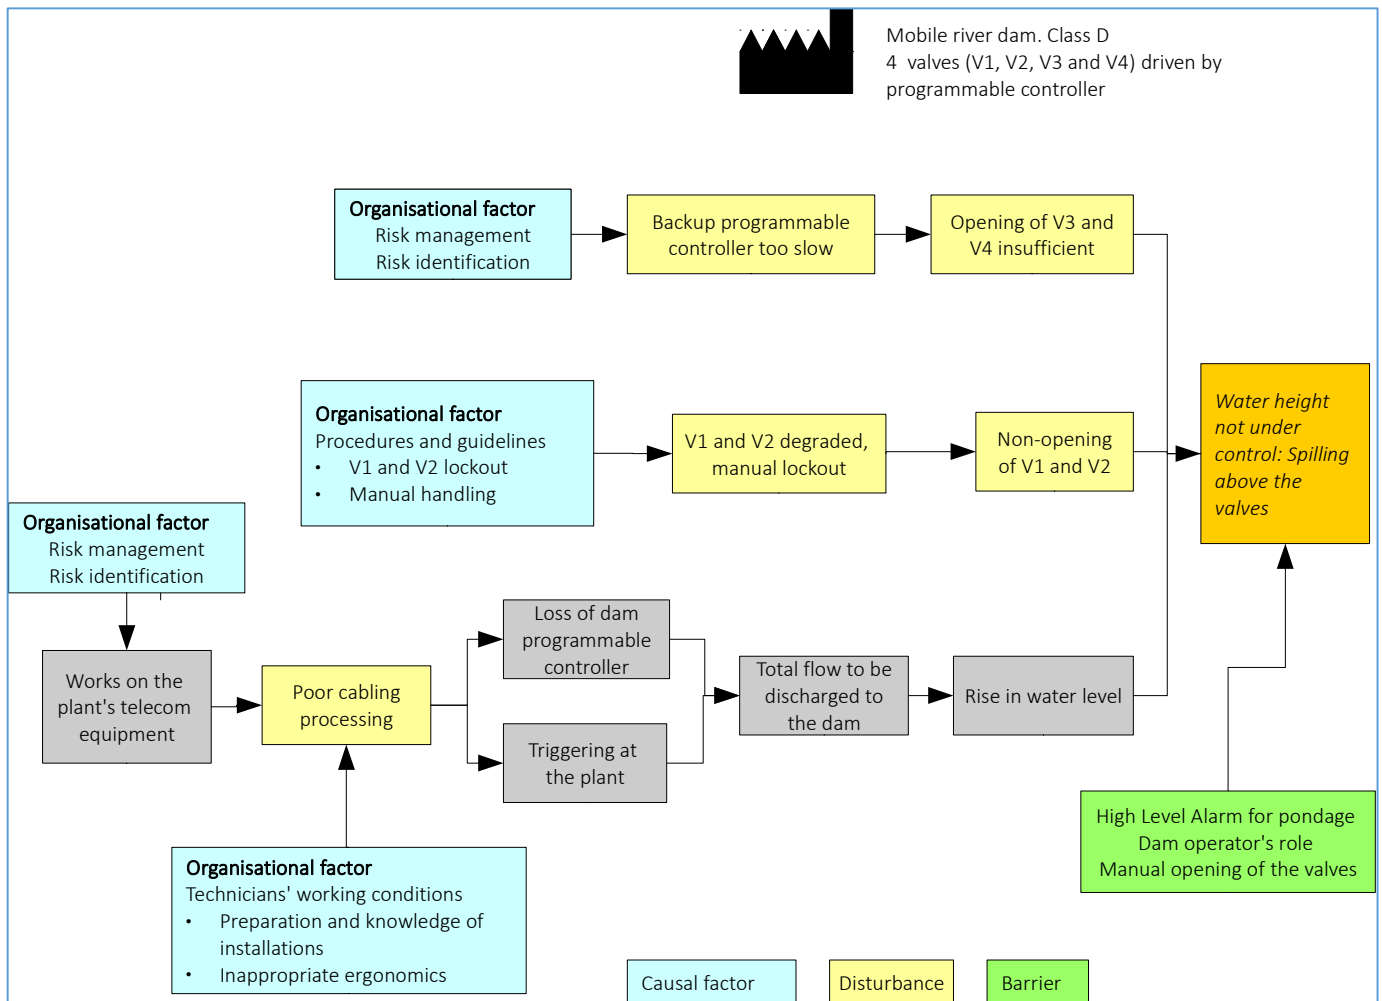 Mobile river dam. Class D
4 valves (V1, V2, V3 and V4) driven by
programmable controller
Organisational factor
Risk management
Risk identification
Backup programmable
controller too slow
Opening of V3 and
V4 insufficient
Organisational factor
Procedures and guidelines
• V1 and V2 lockout
• Manual handling
V1 and V2 degraded,
manual lockout
Non-opening
of V1 and V2
Water height
not under
control: Spilling
above the
valves
Organisational factor
Risk management
Risk identification
Works on the
plant's telecom
equipment
Poor cabling
processing
Loss of dam
programmable
controller
Triggering at
the plant
Total flow to be
discharged to
the dam
Rise in water level
High Level Alarm for pondage
Dam operator's role
Manual opening of the valves
Organisational factor
Technicians' working conditions
• Preparation and knowledge of
installations
• Inappropriate ergonomics
Causal factor
Disturbance
Barrier